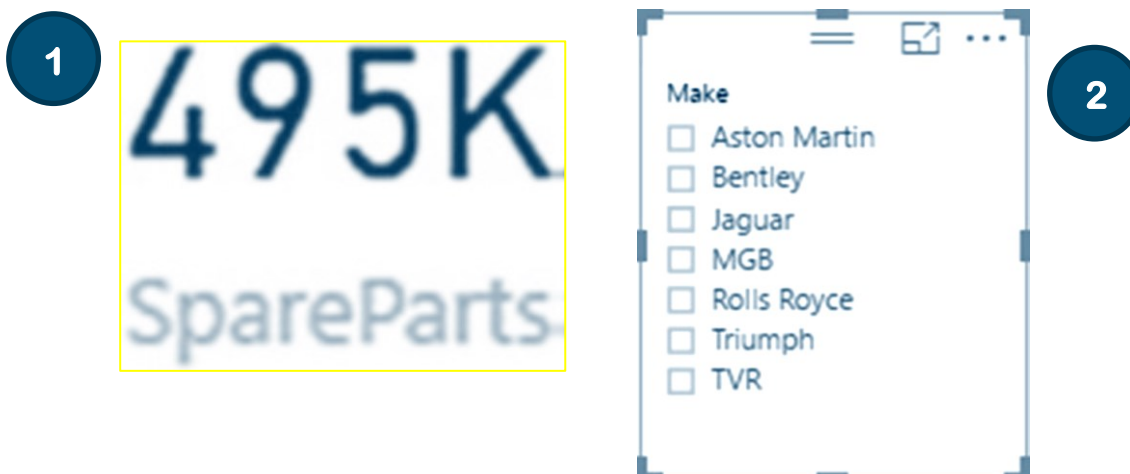 1
495K
SpareParts
2
Make
Aston Martin
Bentley
Jaguar
MGB
Rolls Royce
Triumph
TVR